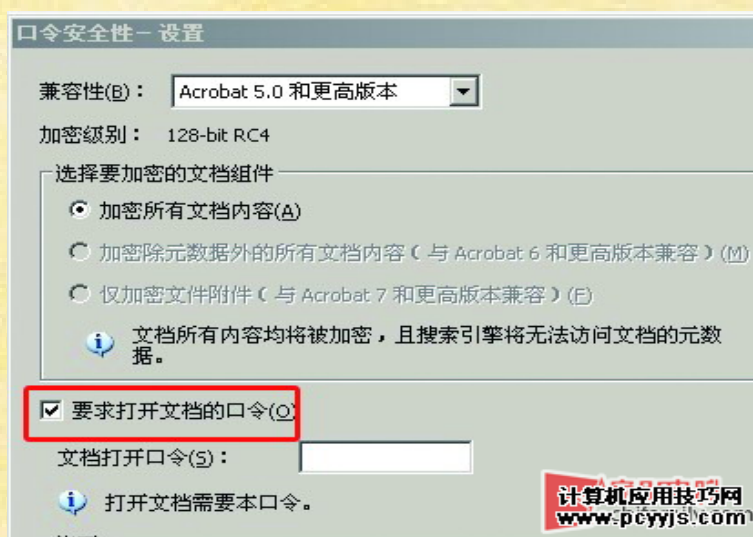 口令安全性－设置
兼容性(B)： Acrobat 5.0 和更高版本
加密级别： 128-bit RC4
选择要加密的文档组件
加密所有文档内容(A)
加密除元数据外的所有文档内容（与 Acrobat 6 和更高版本兼容）(M)
仅加密文件附件（与 Acrobat 7 和更高版本兼容）(F)
文档所有内容均将被加密，且搜索引擎将无法访问文档的元数
据。
要求打开文档的口令(O)
文档打开口令(S)：
打开文档需要本口令。
计算机应用技巧网
www.pcyyjs.com